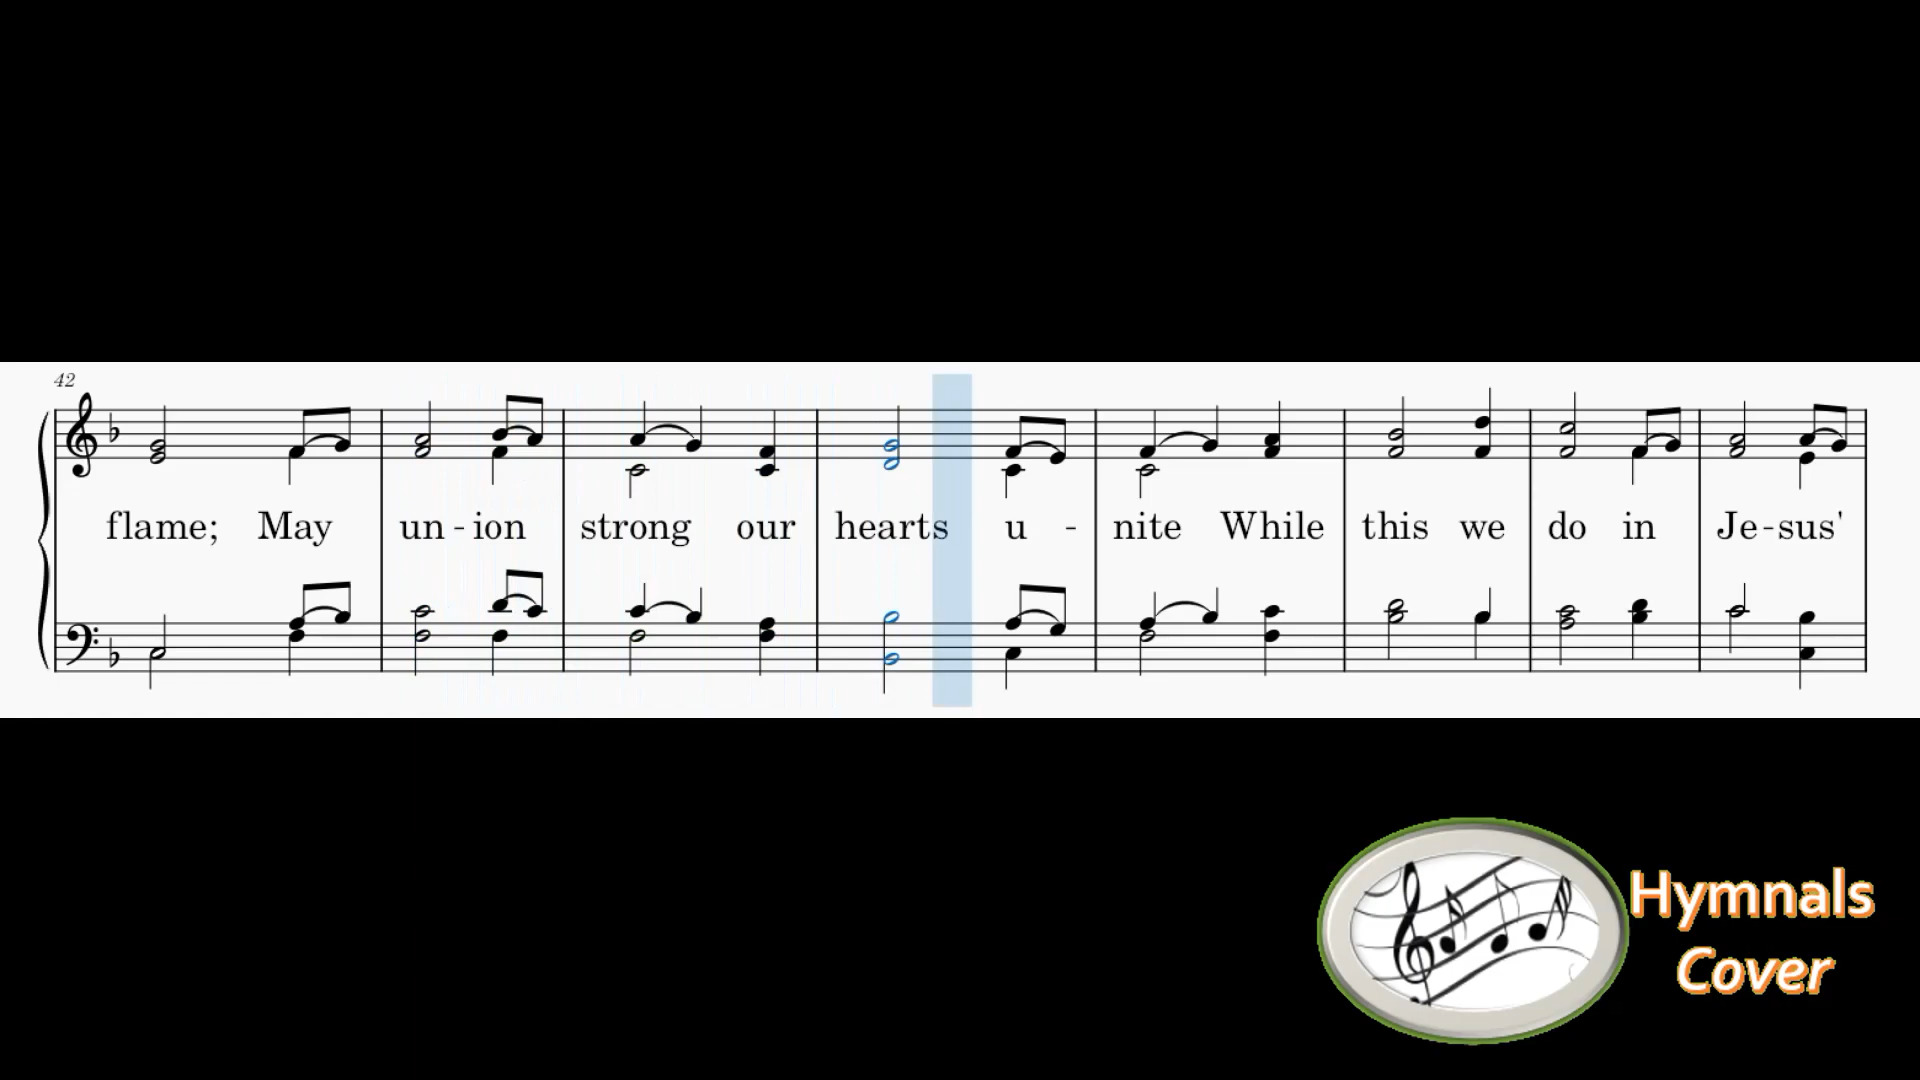 42
flame; May un - ion strong our hearts u - nite While this we do in Je - sus'
Hymnals
Cover